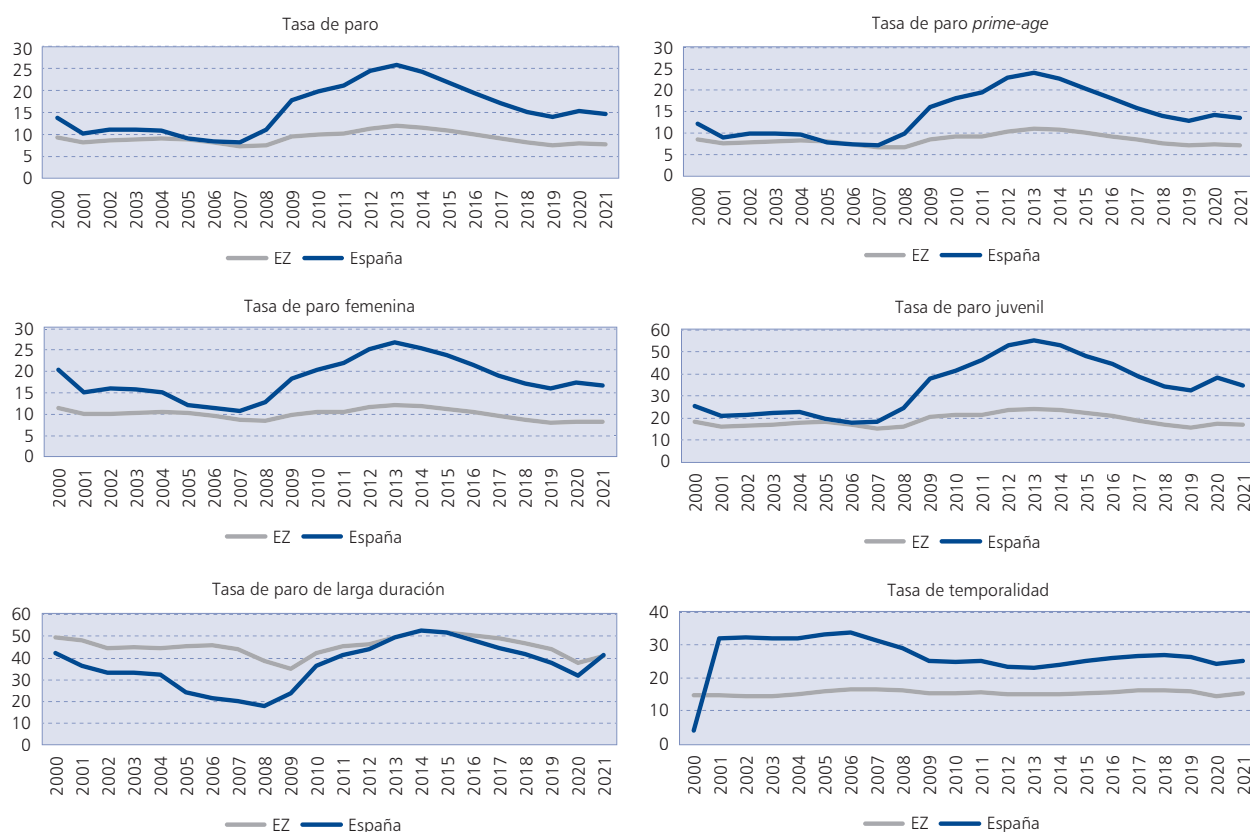 Tasa de paro
30
25
20
15
10
5
0
2000 2001 2002 2003 2004 2005 2006 2007 2008 2009 2010 2011 2012 2013 2014 2015 2016 2017 2018 2019 2020 2021
EZ España
Tasa de paro prime-age
30
25
20
15
10
5
0
2000 2001 2002 2003 2004 2005 2006 2007 2008 2009 2010 2011 2012 2013 2014 2015 2016 2017 2018 2019 2020 2021
EZ España
Tasa de paro femenina
30
25
20
15
10
5
0
2000 2001 2002 2003 2004 2005 2006 2007 2008 2009 2010 2011 2012 2013 2014 2015 2016 2017 2018 2019 2020 2021
EZ España
Tasa de paro juvenil
60
50
40
30
20
10
0
2000 2001 2002 2003 2004 2005 2006 2007 2008 2009 2010 2011 2012 2013 2014 2015 2016 2017 2018 2019 2020 2021
EZ España
Tasa de paro de larga duración
60
50
40
30
20
10
0
2000 2001 2002 2003 2004 2005 2006 2007 2008 2009 2010 2011 2012 2013 2014 2015 2016 2017 2018 2019 2020 2021
EZ España
Tasa de temporalidad
40
30
20
10
0
2000 2001 2002 2003 2004 2005 2006 2007 2008 2009 2010 2011 2012 2013 2014 2015 2016 2017 2018 2019 2020 2021
EZ España